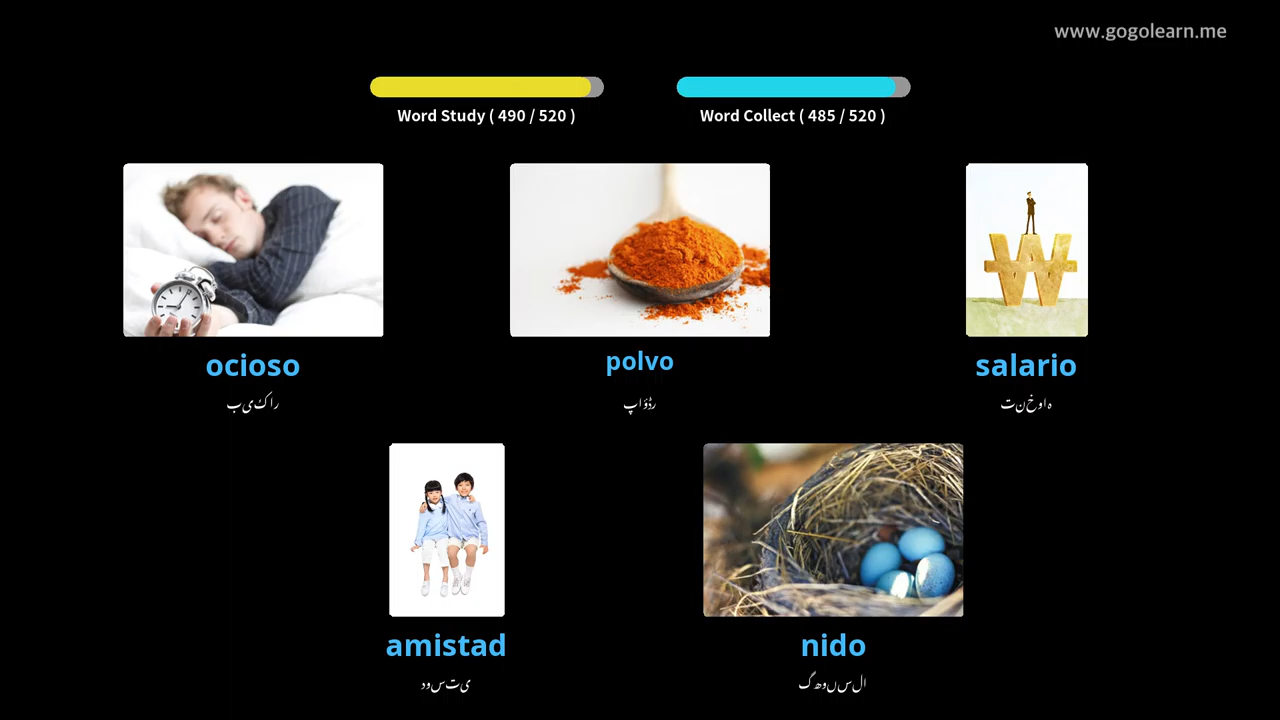 www.gogolearn.me
Word Study ( 490 / 520 )
Word Collect ( 485 / 520 )
ocioso
بیکار
polvo
پاؤڈر
salario
تنخواہ
amistad
دوستی
nido
گھونسلا